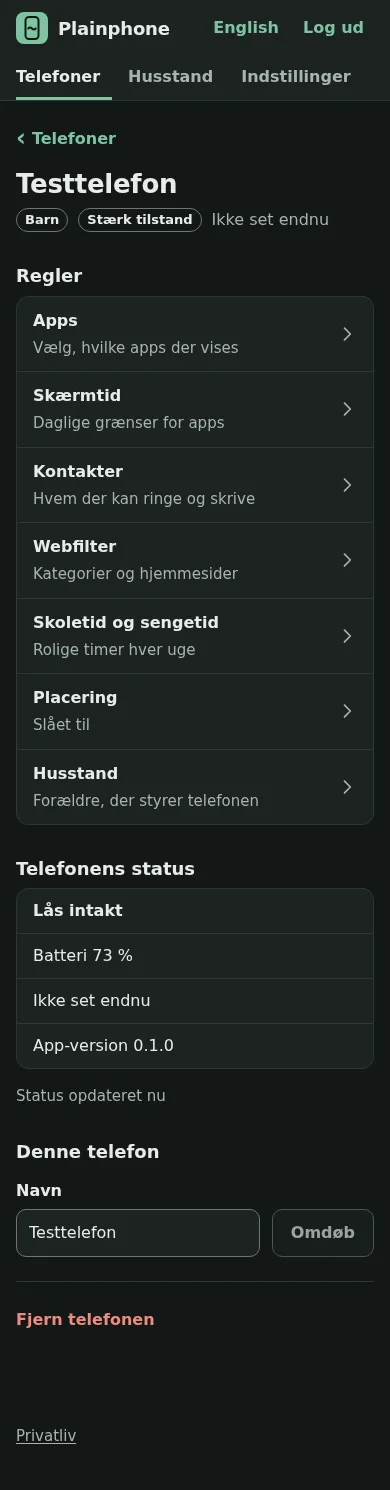 Plainphone English Log ud
Telefoner Husstand Indstillinger
‹ Telefoner
Testtelefon
Barn Stærk tilstand Ikke set endnu
Regler
Apps
Vælg, hvilke apps der vises
Skærmtid
Daglige grænser for apps
Kontakter
Hvem der kan ringe og skrive
Webfilter
Kategorier og hjemmesider
Skoletid og sengetid
Rolige timer hver uge
Placering
Slået til
Husstand
Forældre, der styrer telefonen
Telefonens status
Lås intakt
Batteri 73 %
Ikke set endnu
App-version 0.1.0
Status opdateret nu
Denne telefon
Navn
Testtelefon Omdøb
Fjern telefonen
Privatliv